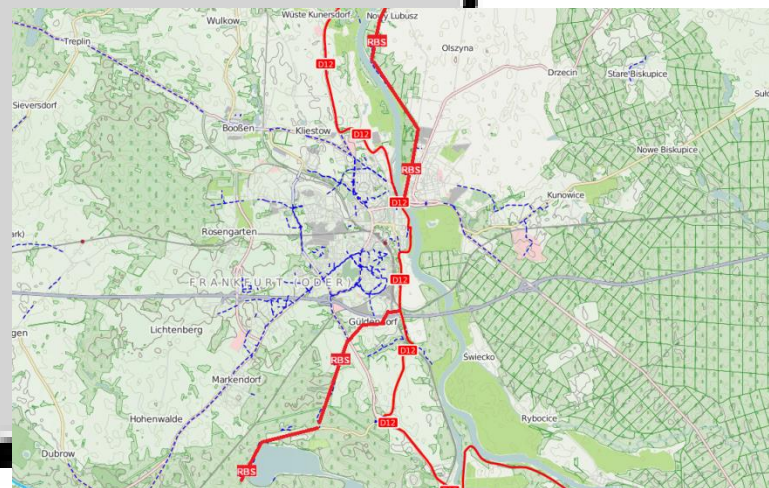 Wüste Kunersdorf
Nowy Lubusz
Wulkow
RBS
Treplin
Olszyna
D12
Drzecin
Stare Biskupice
Sieversdorf
Booßen
Kliestow
D12
Nowe Biskupice
RBS
D12
Kunowice
Rosengarten
FRANKFURT (ODER)
D12
Güldendorf
Lichtenberg
D12
RBS
Świecko
Markendorf
Hohenwalde
D12
Rybocice
Dubrow
RBS